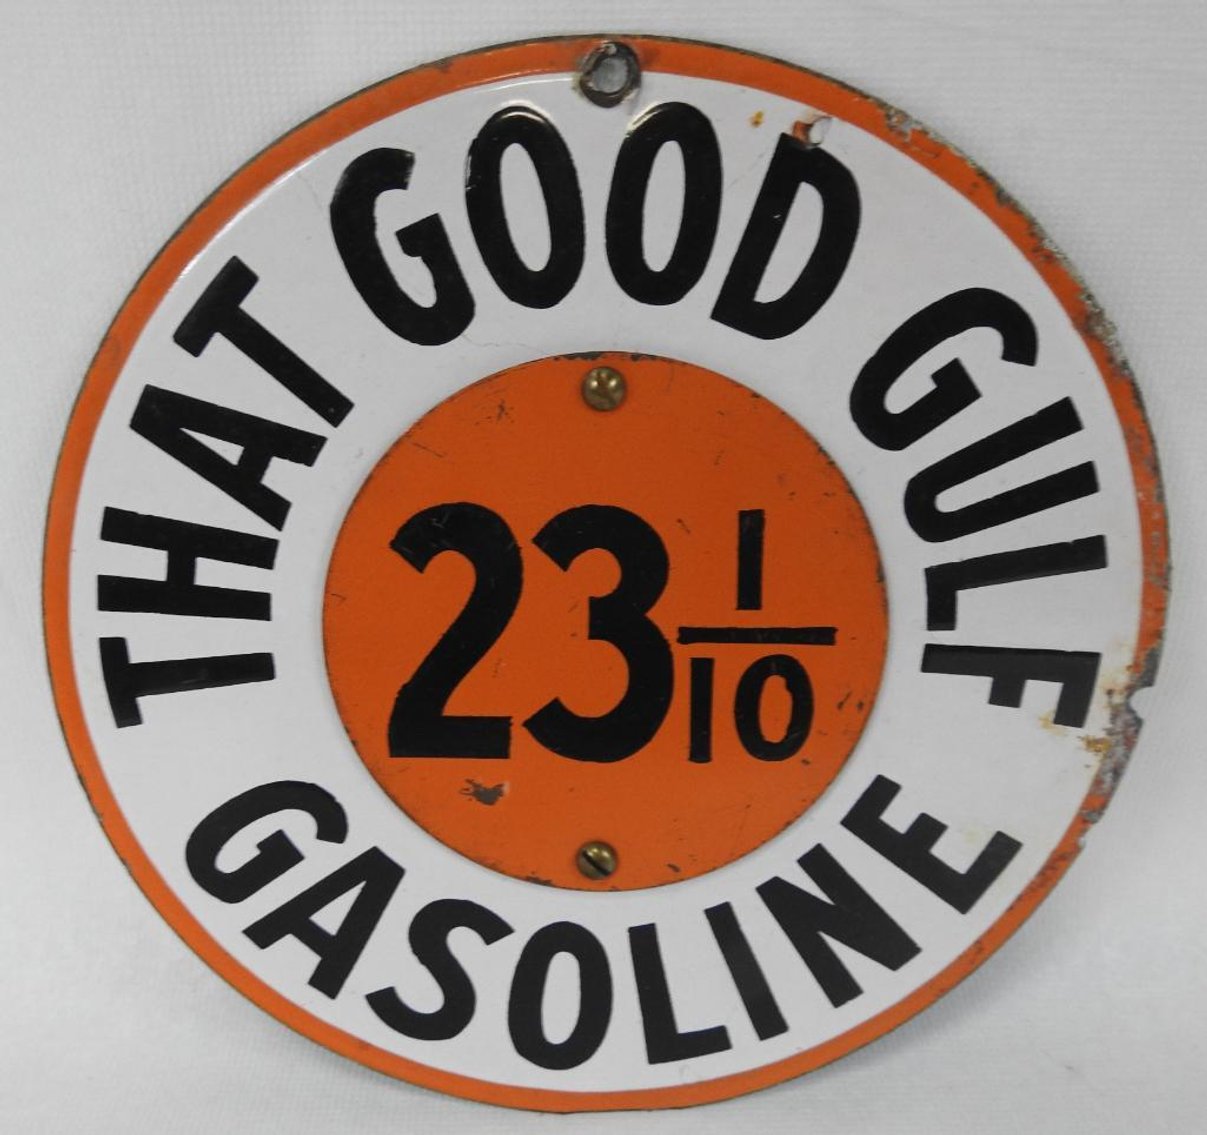 THAT GOOD GULF
23 1/10
GASOLINE